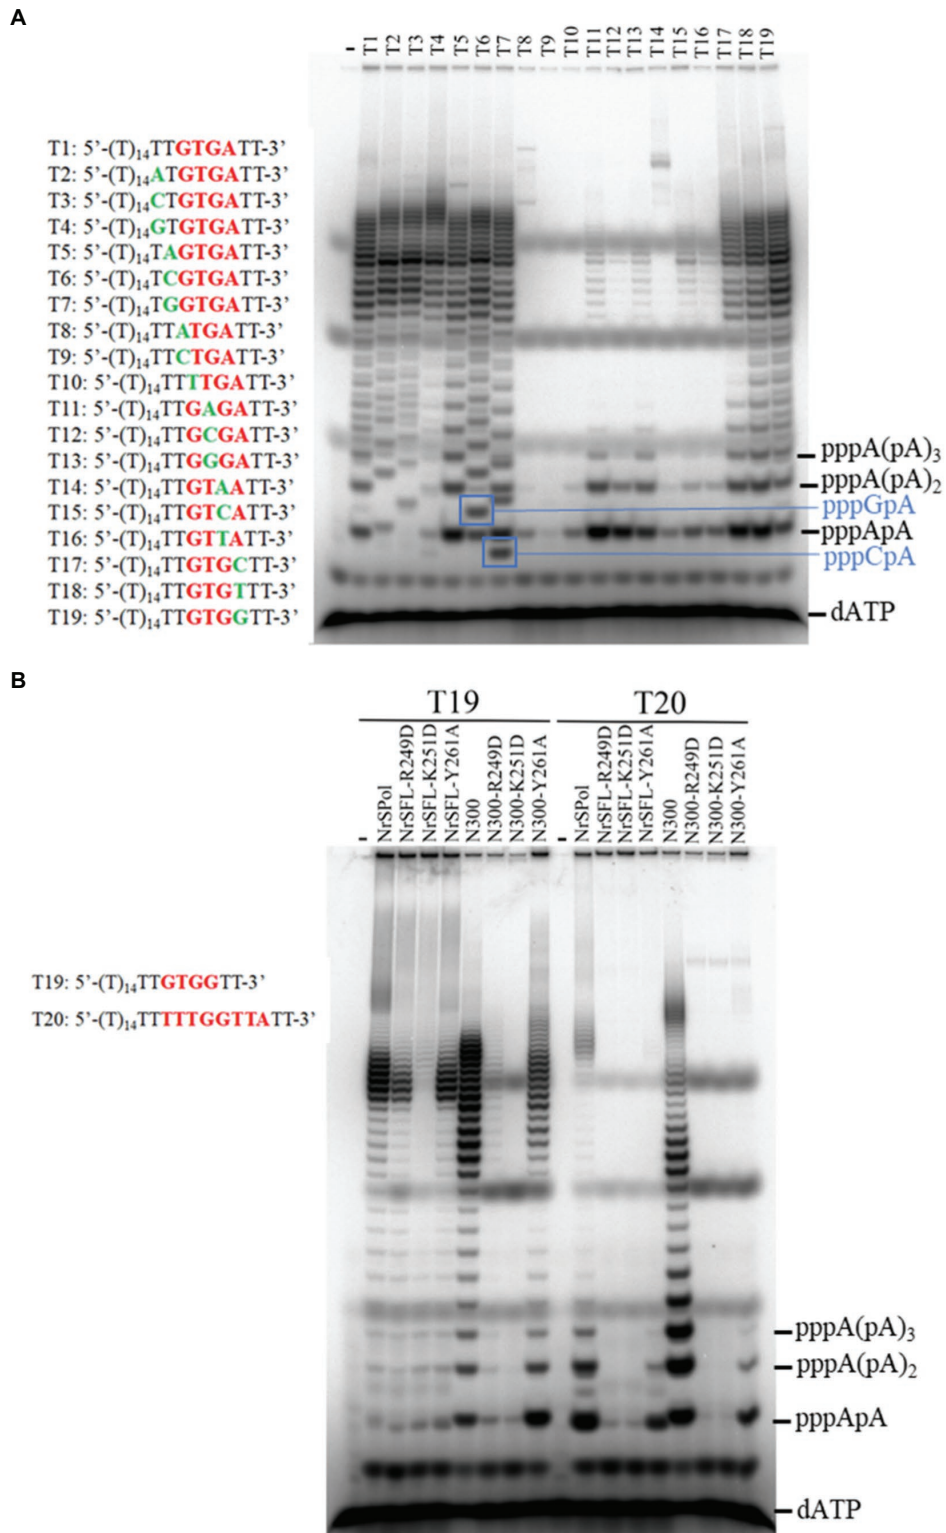 A
- T1 T2 T3 T4 T5 T6 T7 T8 T9 T10 T11 T12 T13 T14 T15 T16 T17 T18 T19
T1: 5’-(T)₁₄TTGTGATT-3’
T2: 5’-(T)₁₄ATGTGATT-3’
T3: 5’-(T)₁₄CTGTGATT-3’
T4: 5’-(T)₁₄GTGTGATT-3’
T5: 5’-(T)₁₄TAGTGATT-3’
T6: 5’-(T)₁₄TCGTGATT-3’
T7: 5’-(T)₁₄TGGTGATT-3’
T8: 5’-(T)₁₄TTATGATT-3’
T9: 5’-(T)₁₄TTCTGATT-3’
T10: 5’-(T)₁₄TTTTGATT-3’
T11: 5’-(T)₁₄TTGAGATT-3’
T12: 5’-(T)₁₄TTGCGATT-3’
T13: 5’-(T)₁₄TTGGGATT-3’
T14: 5’-(T)₁₄TTGTAATT-3’
T15: 5’-(T)₁₄TTGTCATT-3’
T16: 5’-(T)₁₄TTGTTATT-3’
T17: 5’-(T)₁₄TTGTGCTT-3’
T18: 5’-(T)₁₄TTGTGTTT-3’
T19: 5’-(T)₁₄TTGTGGTT-3’
pppA(pA)₃
pppA(pA)₂
pppGpA
pppApA
pppCpA
dATP
B
T19 T20
- NrSPol NrSFL-R249D NrSFL-K251D NrSFL-Y261A N300 N300-R249D N300-K251D N300-Y261A - NrSPol NrSFL-R249D NrSFL-K251D NrSFL-Y261A N300 N300-R249D N300-K251D N300-Y261A
T19: 5’-(T)₁₄TTGTGGTT-3’
T20: 5’-(T)₁₄TTTTTGGTTATT-3’
pppA(pA)₃
pppA(pA)₂
pppApA
dATP